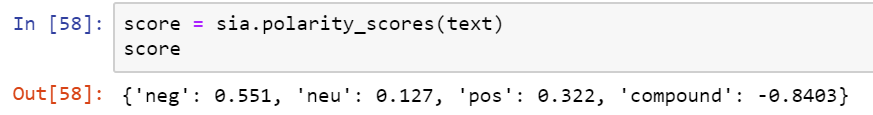 In [58]: score = sia.polarity_scores(text)
score
Out[58]: {'neg': 0.551, 'neu': 0.127, 'pos': 0.322, 'compound': -0.8403}